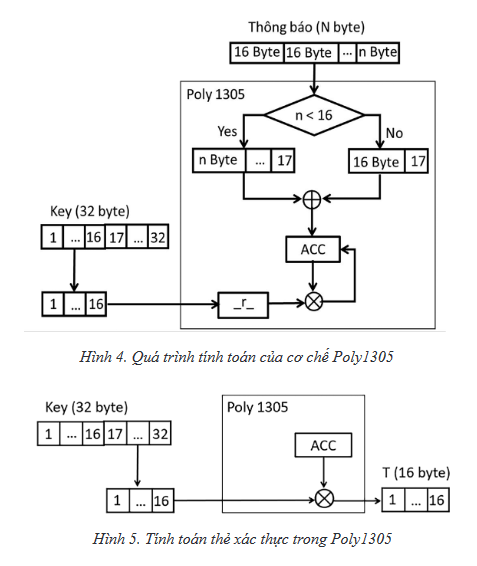 Thông báo (N byte)
16 Byte 16 Byte ... n Byte
Poly 1305
n < 16
Yes No
n Byte ... 17 16 Byte 17
Key (32 byte)
1 ... 16 17 ... 32
ACC
1 ... 16
_r_
Hình 4. Quá trình tính toán của cơ chế Poly1305
Key (32 byte)
Poly 1305
1 ... 16 17 ... 32
ACC
T (16 byte)
1 ... 16
1 ... 16
Hình 5. Tính toán thẻ xác thực trong Poly1305